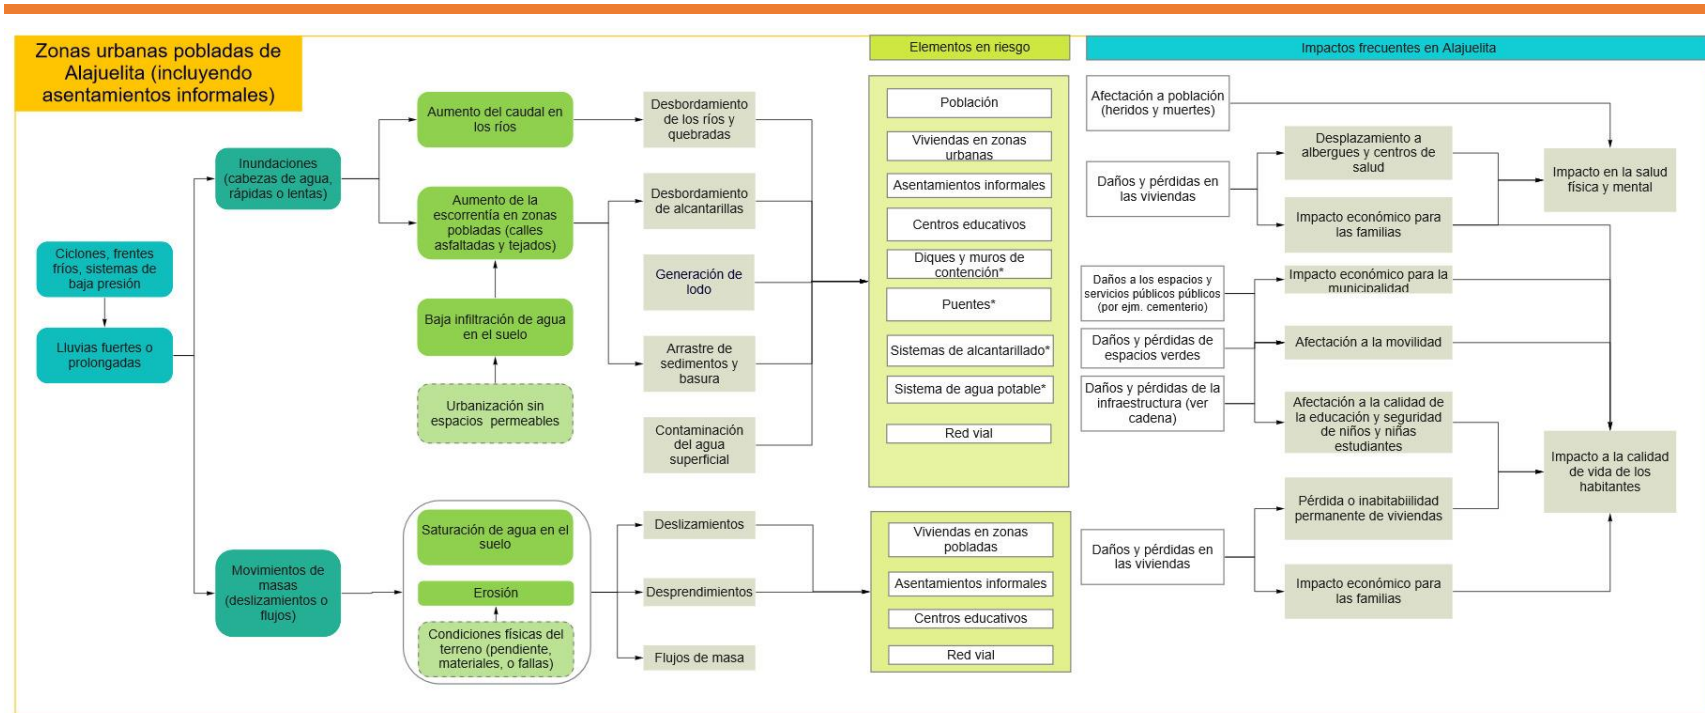 Zonas urbanas pobladas de
Alajuelita (incluyendo
asentamientos informales)
Ciclones, frentes
fríos, sistemas de
baja presión
Lluvias fuertes o
prolongadas
Inundaciones
(cabezas de agua,
rápidas o lentas)
Movimientos de
masas
(deslizamientos o
flujos)
Aumento del caudal en
los ríos
Aumento de la
escorrentía en zonas
pobladas (calles
asfaltadas y tejados)
Baja infiltración de agua
en el suelo
Urbanización sin
espacios permeables
Saturación de agua en el
suelo
Erosión
Condiciones físicas del
terreno (pendiente,
materiales, o fallas)
Desbordamiento
de los ríos y
quebradas
Desbordamiento
de alcantarillas
Generación de
lodo
Arrastre de
sedimentos y
basura
Contaminación
del agua
superficial
Deslizamientos
Desprendimientos
Flujos de masa
Elementos en riesgo
Población
Viviendas en zonas
urbanas
Asentamientos informales
Centros educativos
Diques y muros de
contención*
Puentes*
Sistemas de alcantarillado*
Sistema de agua potable*
Red vial
Viviendas en zonas
pobladas
Asentamientos informales
Centros educativos
Red vial
Impactos frecuentes en Alajuelita
Afectación a población
(heridos y muertes)
Daños y pérdidas en
las viviendas
Daños a los espacios y
servicios públicos públicos
(por ejm. cementerio)
Daños y pérdidas de
espacios verdes
Daños y pérdidas de la
infraestructura (ver
cadena)
Daños y pérdidas en
las viviendas
Desplazamiento a
albergues y centros de
salud
Impacto económico para
las familias
Impacto económico para la
municipalidad
Afectación a la movilidad
Afectación a la calidad de
la educación y seguridad
de niños y niñas
estudiantes
Pérdida o inabitabiilidad
permanente de viviendas
Impacto económico para
las familias
Impacto en la salud
física y mental
Impacto a la calidad
de vida de los
habitantes